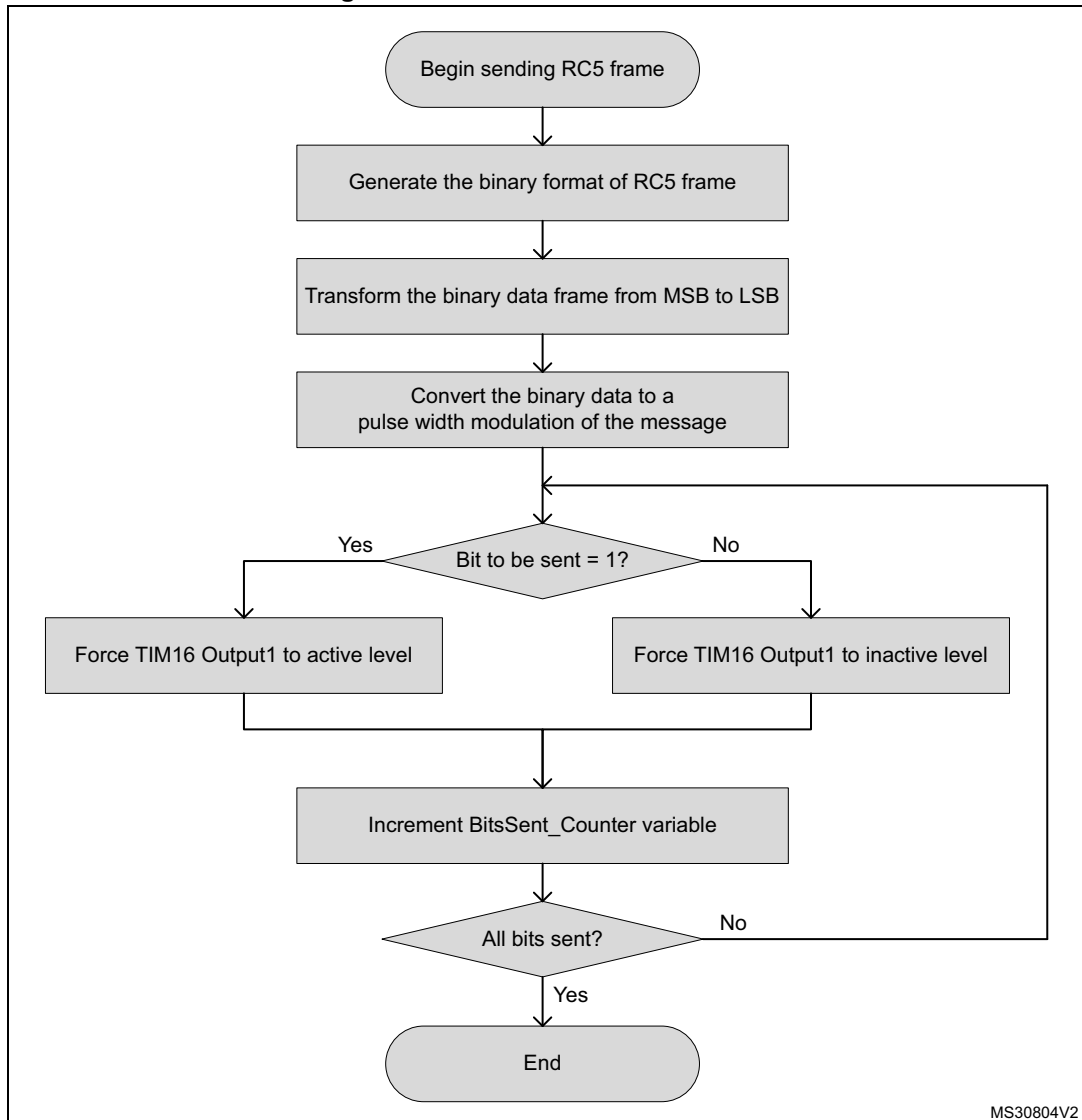 Begin sending RC5 frame
Generate the binary format of RC5 frame
Transform the binary data frame from MSB to LSB
Convert the binary data to a
pulse width modulation of the message
Yes
Bit to be sent = 1?
No
Force TIM16 Output1 to active level
Force TIM16 Output1 to inactive level
Increment BitsSent_Counter variable
All bits sent?
No
Yes
End
MS30804V2